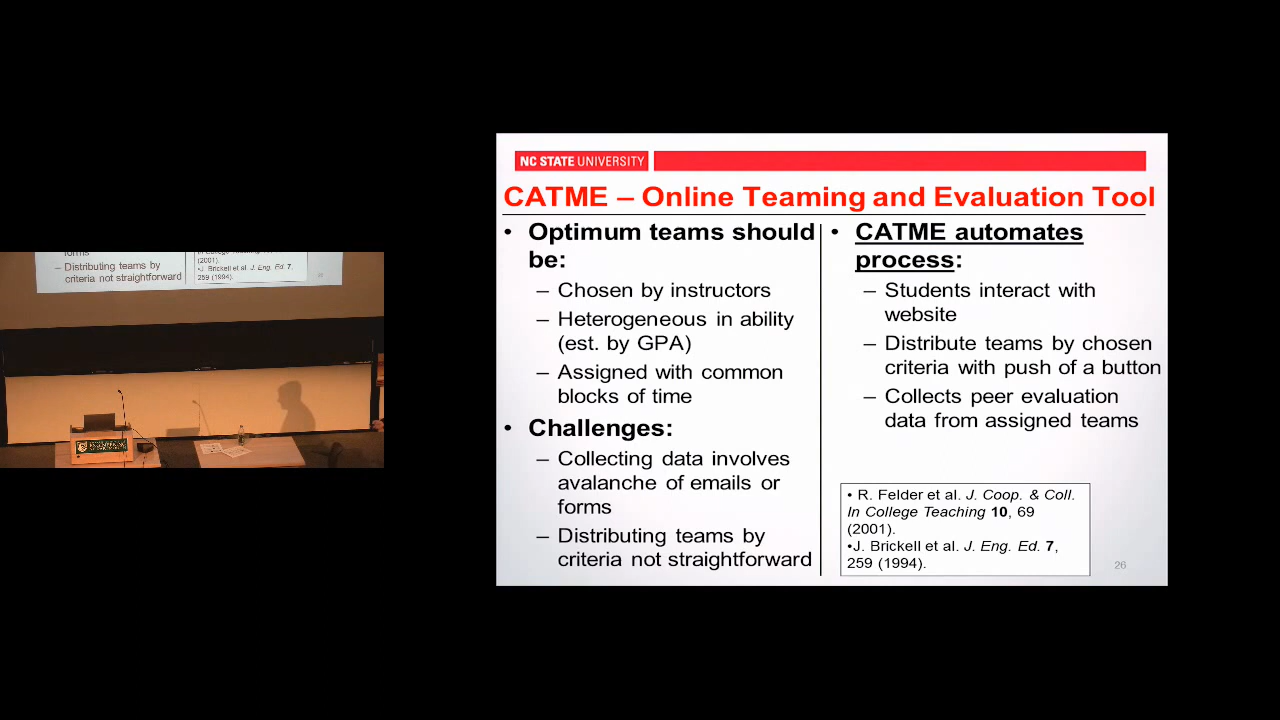 forms
– Distributing teams by
criteria not straightforward
(2001).
•J. Brickell et al. J. Eng. Ed. 7,
259 (1994).
NC STATE UNIVERSITY
CATME – Online Teaming and Evaluation Tool
• Optimum teams should
be:
– Chosen by instructors
– Heterogeneous in ability
(est. by GPA)
– Assigned with common
blocks of time
• Challenges:
– Collecting data involves
avalanche of emails or
forms
– Distributing teams by
criteria not straightforward
• CATME automates
process:
– Students interact with
website
– Distribute teams by chosen
criteria with push of a button
– Collects peer evaluation
data from assigned teams
• R. Felder et al. J. Coop. & Coll.
In College Teaching 10, 69
(2001).
•J. Brickell et al. J. Eng. Ed. 7,
259 (1994).
26